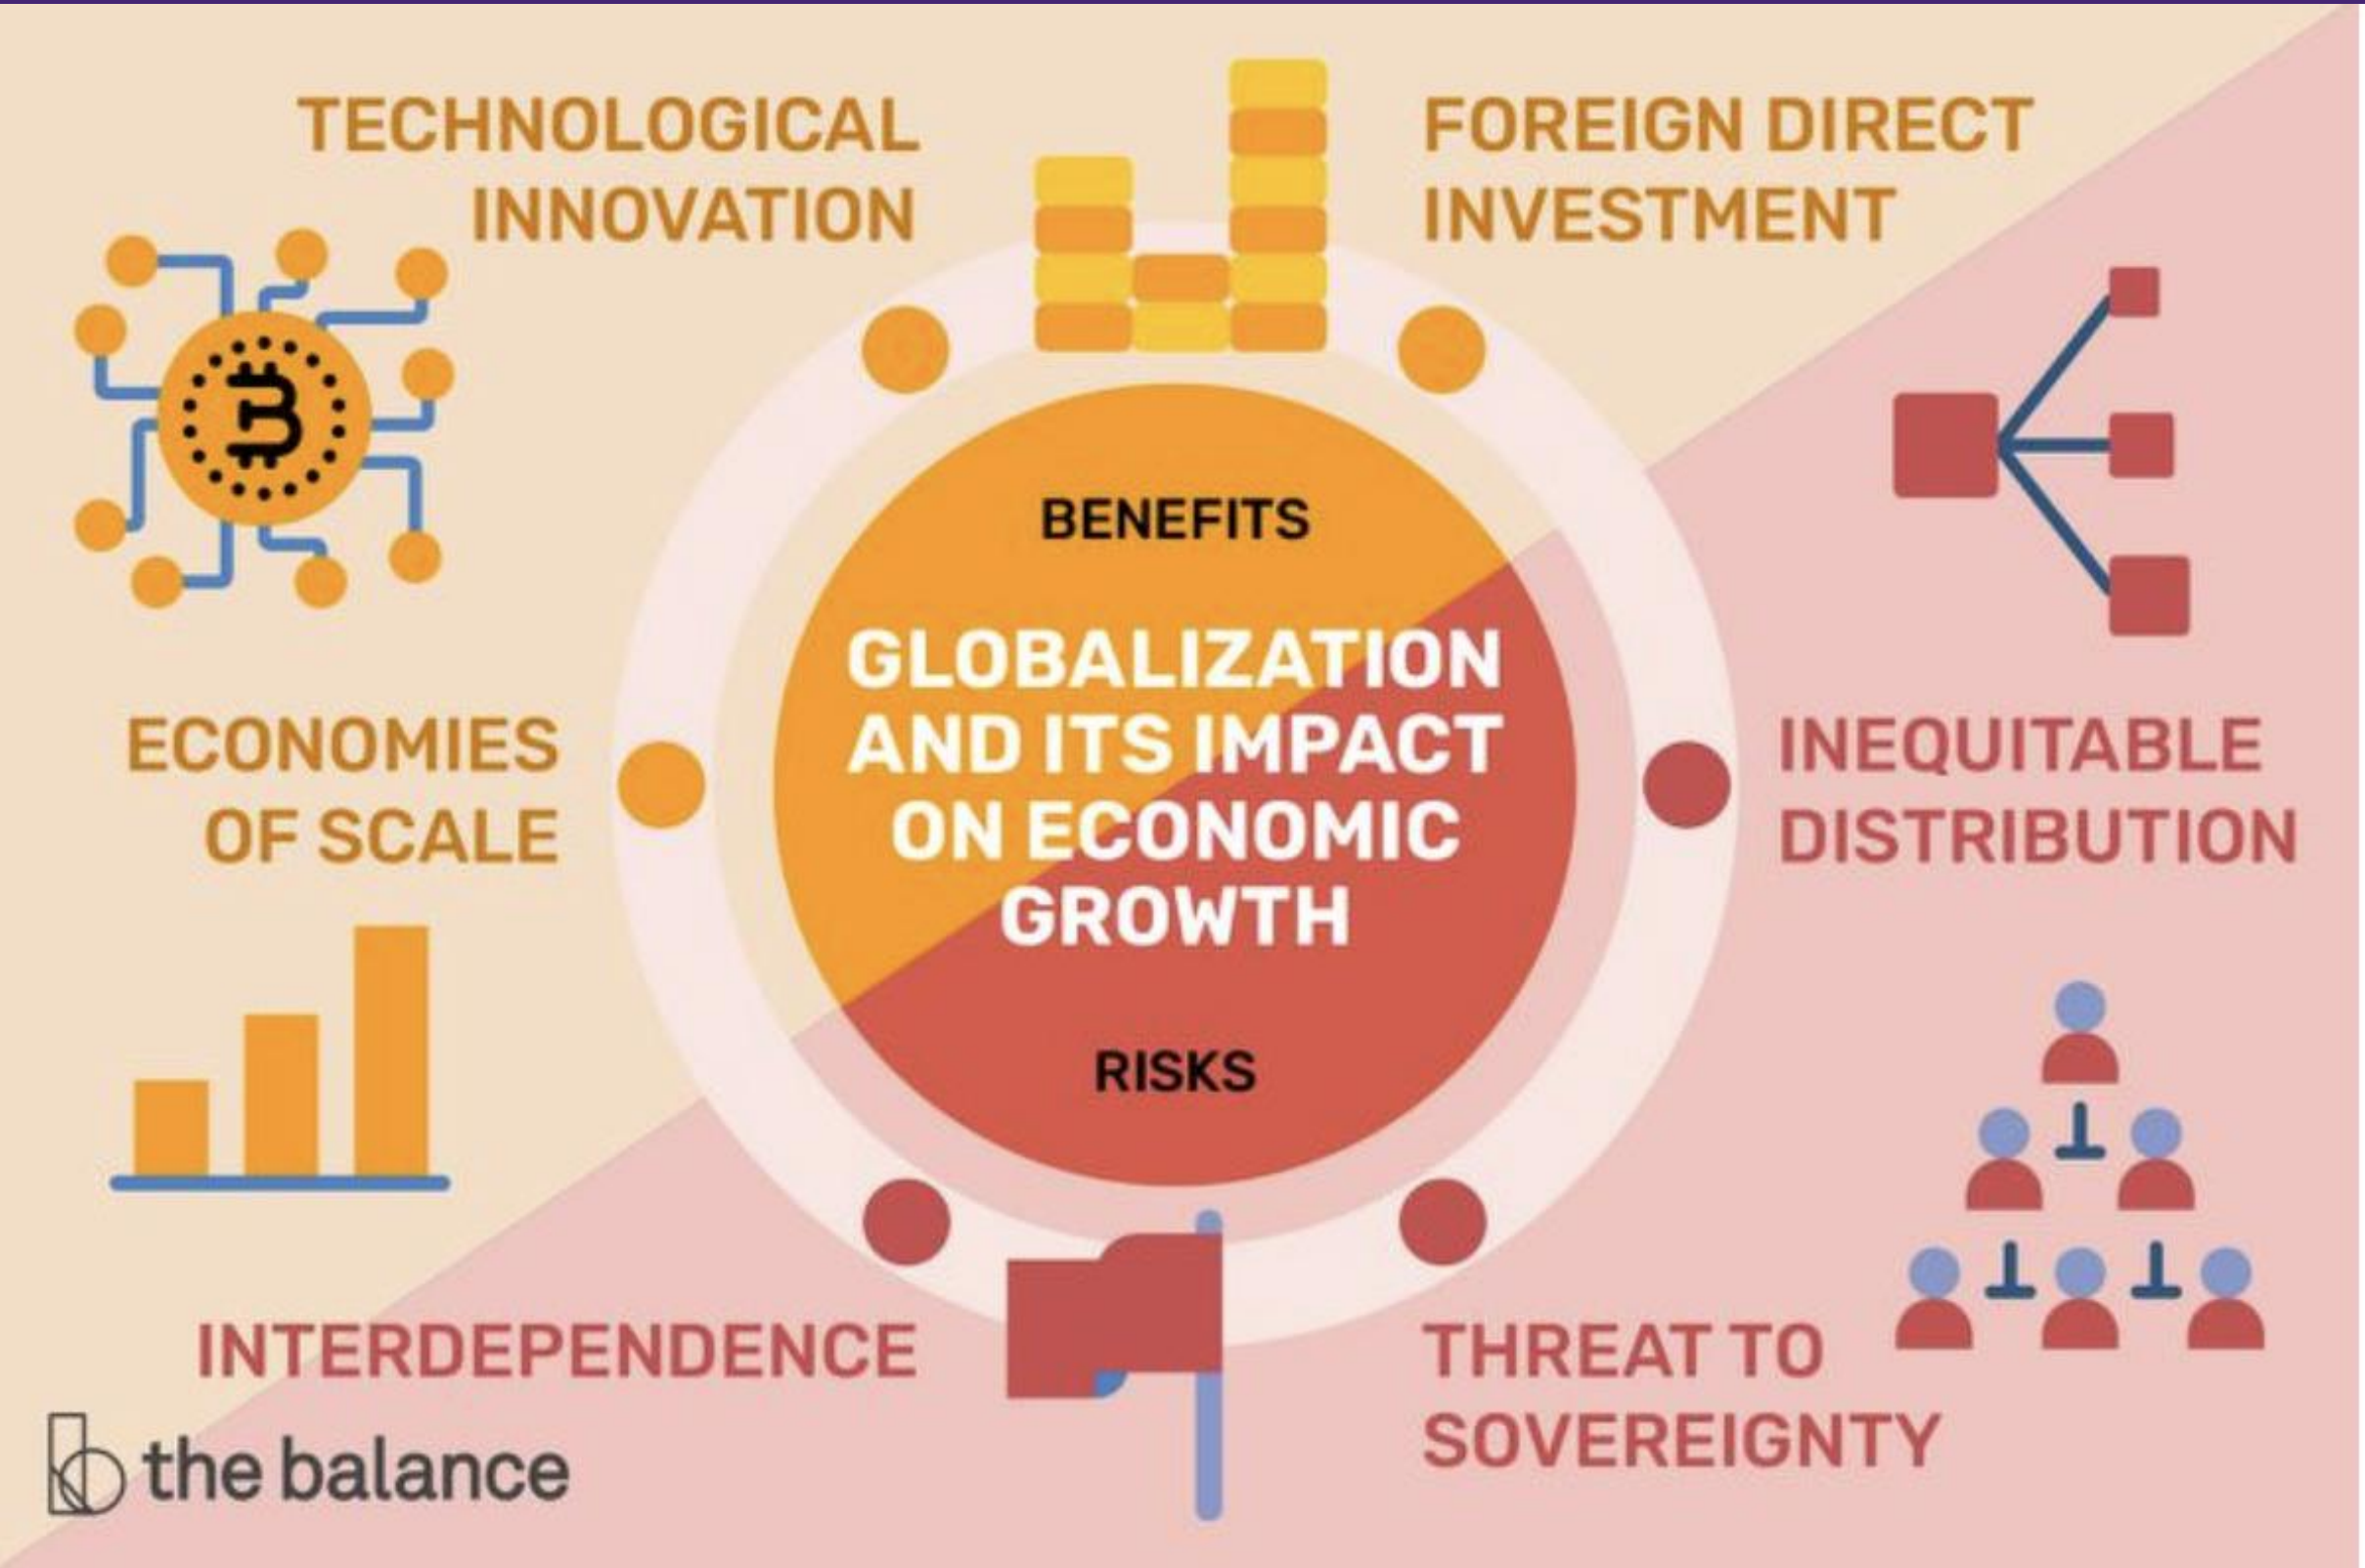 TECHNOLOGICAL
INNOVATION
FOREIGN DIRECT
INVESTMENT
BENEFITS
GLOBALIZATION
AND ITS IMPACT
ON ECONOMIC
GROWTH
RISKS
ECONOMIES
OF SCALE
INEQUITABLE
DISTRIBUTION
INTERDEPENDENCE
THREAT TO
SOVEREIGNTY
the balance